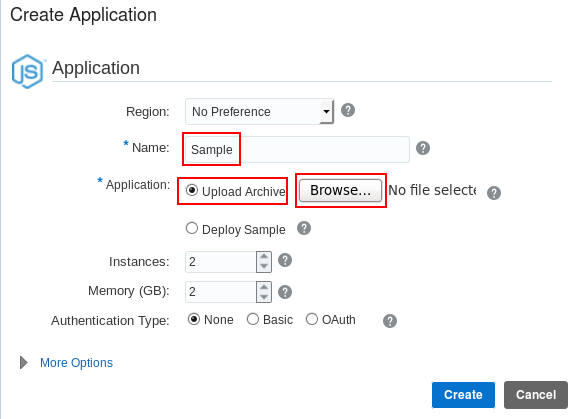 Create Application
JS Application
Region: No Preference ?
* Name: Sample ?
* Application: Upload Archive Browse... No file selecte ?
Deploy Sample ?
Instances: 2 ?
Memory (GB): 2 ?
Authentication Type: None Basic OAuth ?
More Options
Create Cancel